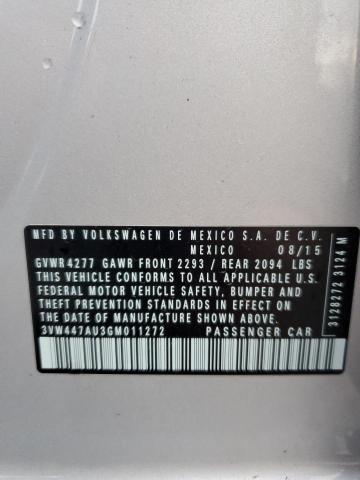 MFD BY VOLKSWAGEN DE MEXICO S.A. DE C.V.
MEXICO 08/15
GVWR 4277 GAWR FRONT 2293 / REAR 2094 LBS
THIS VEHICLE CONFORMS TO ALL APPLICABLE U.S.
FEDERAL MOTOR VEHICLE SAFETY, BUMPER AND
THEFT PREVENTION STANDARDS IN EFFECT ON
THE DATE OF MANUFACTURE SHOWN ABOVE.
3VW447AU3GM011272 PASSENGER CAR
3128272 3124 M